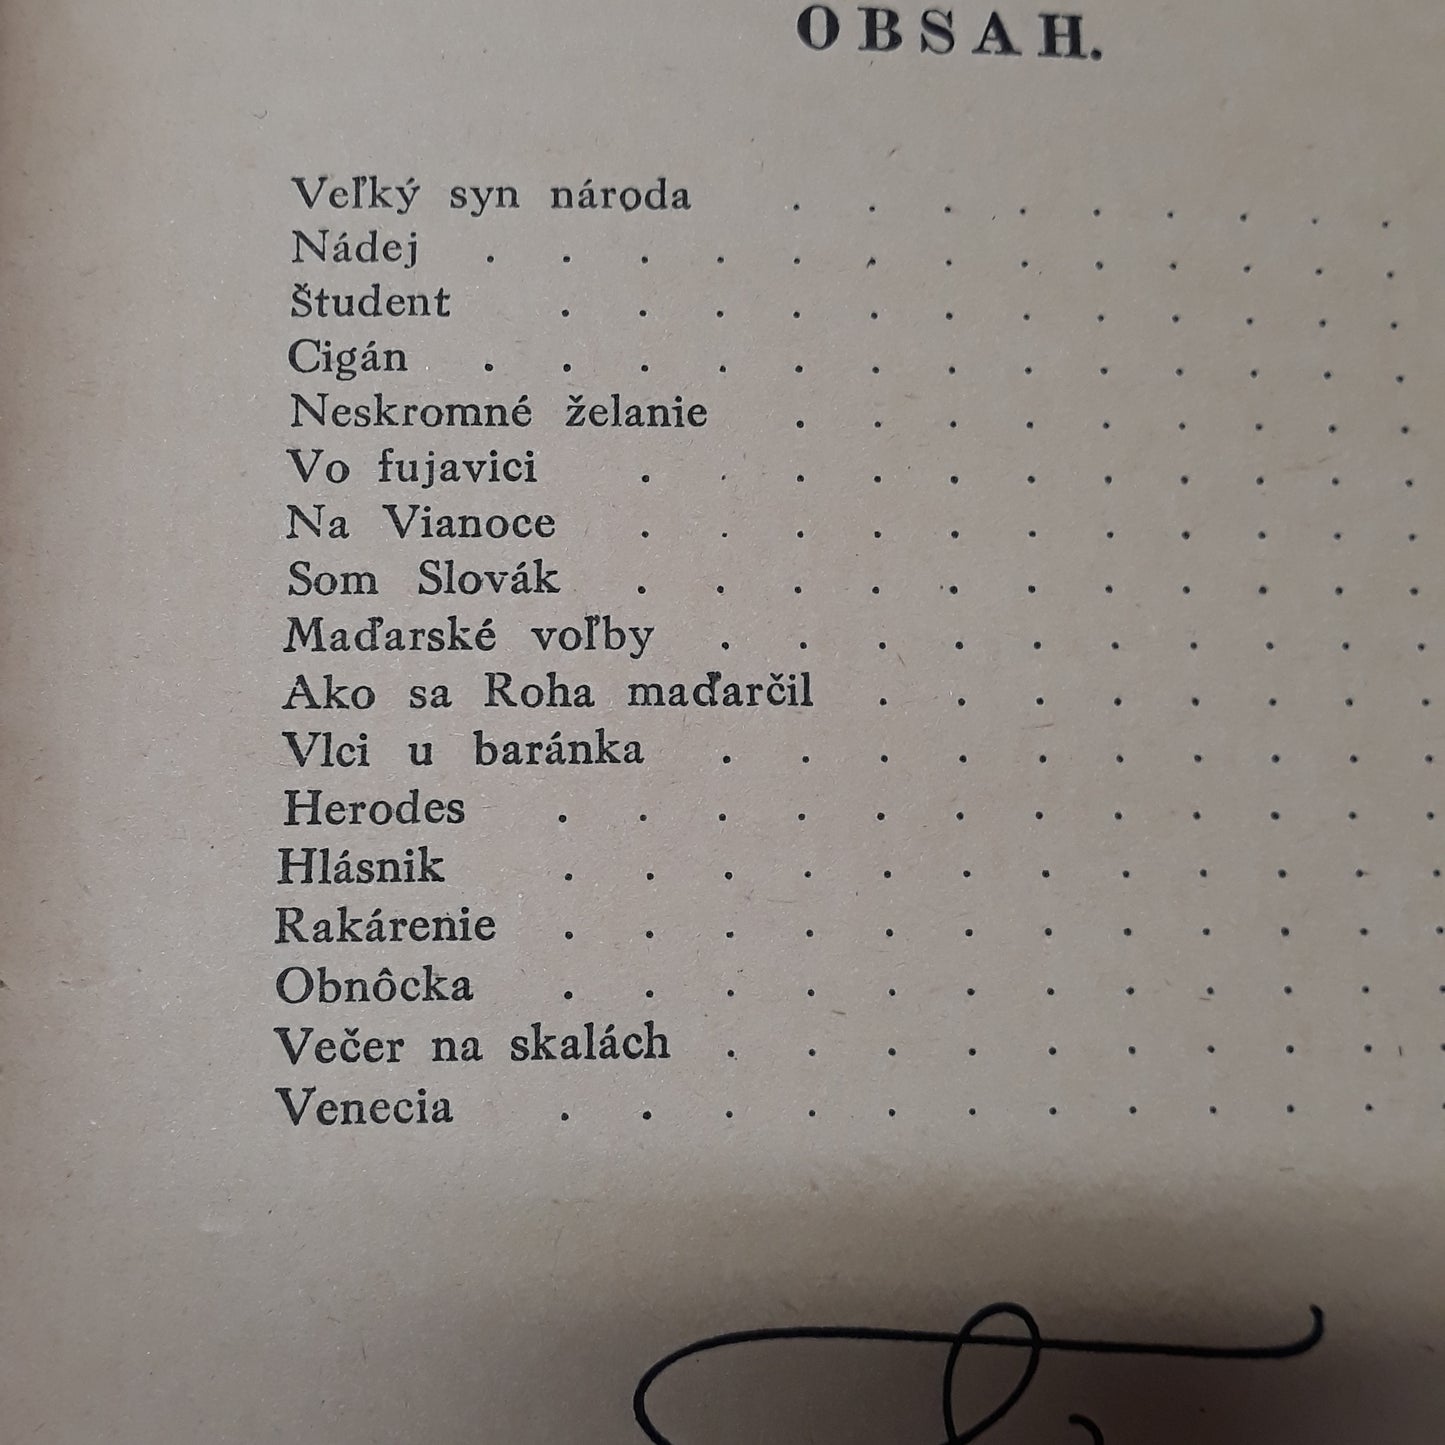 OBSAH.
Veľký syn národa . . . . . . . . .
Nádej . . . . . . . . . . . . .
Študent . . . . . . . . . . . .
Cigán . . . . . . . . . . . . .
Neskromné želanie . . . . . . . . .
Vo fujavici . . . . . . . . . . .
Na Vianoce . . . . . . . . . . .
Som Slovák . . . . . . . . . . .
Maďarské voľby . . . . . . . . . .
Ako sa Roha maďarčil . . . . . . . .
Vlci u baránka . . . . . . . . . .
Herodes . . . . . . . . . . . .
Hlásnik . . . . . . . . . . . .
Rakárenie . . . . . . . . . . . .
Obnôcka . . . . . . . . . . . .
Večer na skalách . . . . . . . . . .
Venecia . . . . . . . . . . . .